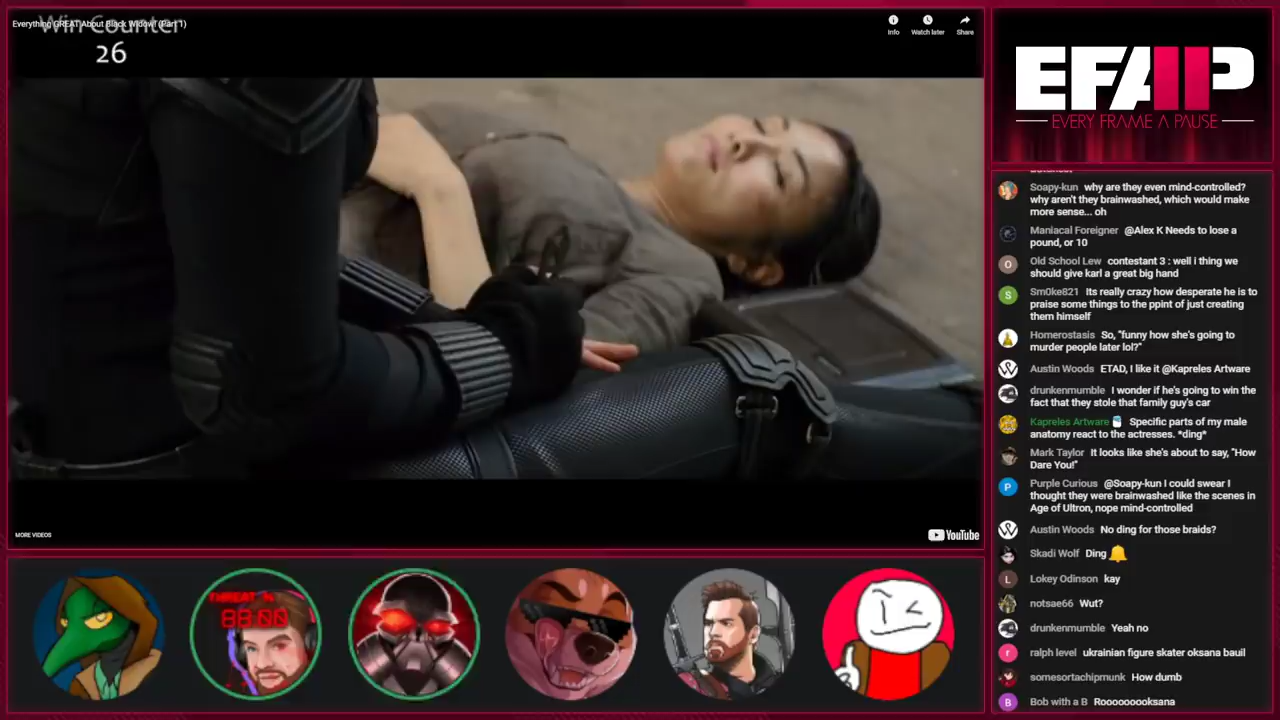 Everything GREAT About Black Widow! (Part 1)
Win Counter
26
Info
Watch later
Share
MORE VIDEOS
YouTube
THREAT
88:00
EFAP
EVERY FRAME A PAUSE
Soapy-kun why are they even mind-controlled?
why aren't they brainwashed, which would make
more sense... oh
Maniacal Foreigner @Alex K Needs to lose a
pound, or 10
Old School Lew contestant 3 : well i thing we
should give karl a great big hand
Sm0ke821 Its really crazy how desperate he is to
praise some things to the ppint of just creating
them himself
Homerostasis So, "funny how she's going to
murder people later lol?"
Austin Woods ETAD, I like it @Kapreles Artware
drunkenmumble I wonder if he's going to win the
fact that they stole that family guy's car
Kapreles Artware Specific parts of my male
anatomy react to the actresses. *ding*
Mark Taylor It looks like she's about to say, "How
Dare You!"
Purple Curious @Soapy-kun I could swear I
thought they were brainwashed like the scenes in
Age of Ultron, nope mind-controlled
Austin Woods No ding for those braids?
Skadi Wolf Ding
Lokey Odinson kay
notsae66 Wut?
drunkenmumble Yeah no
ralph level ukrainian figure skater oksana bauil
somesortachipmunk How dumb
Bob with a B Rooooooooksana